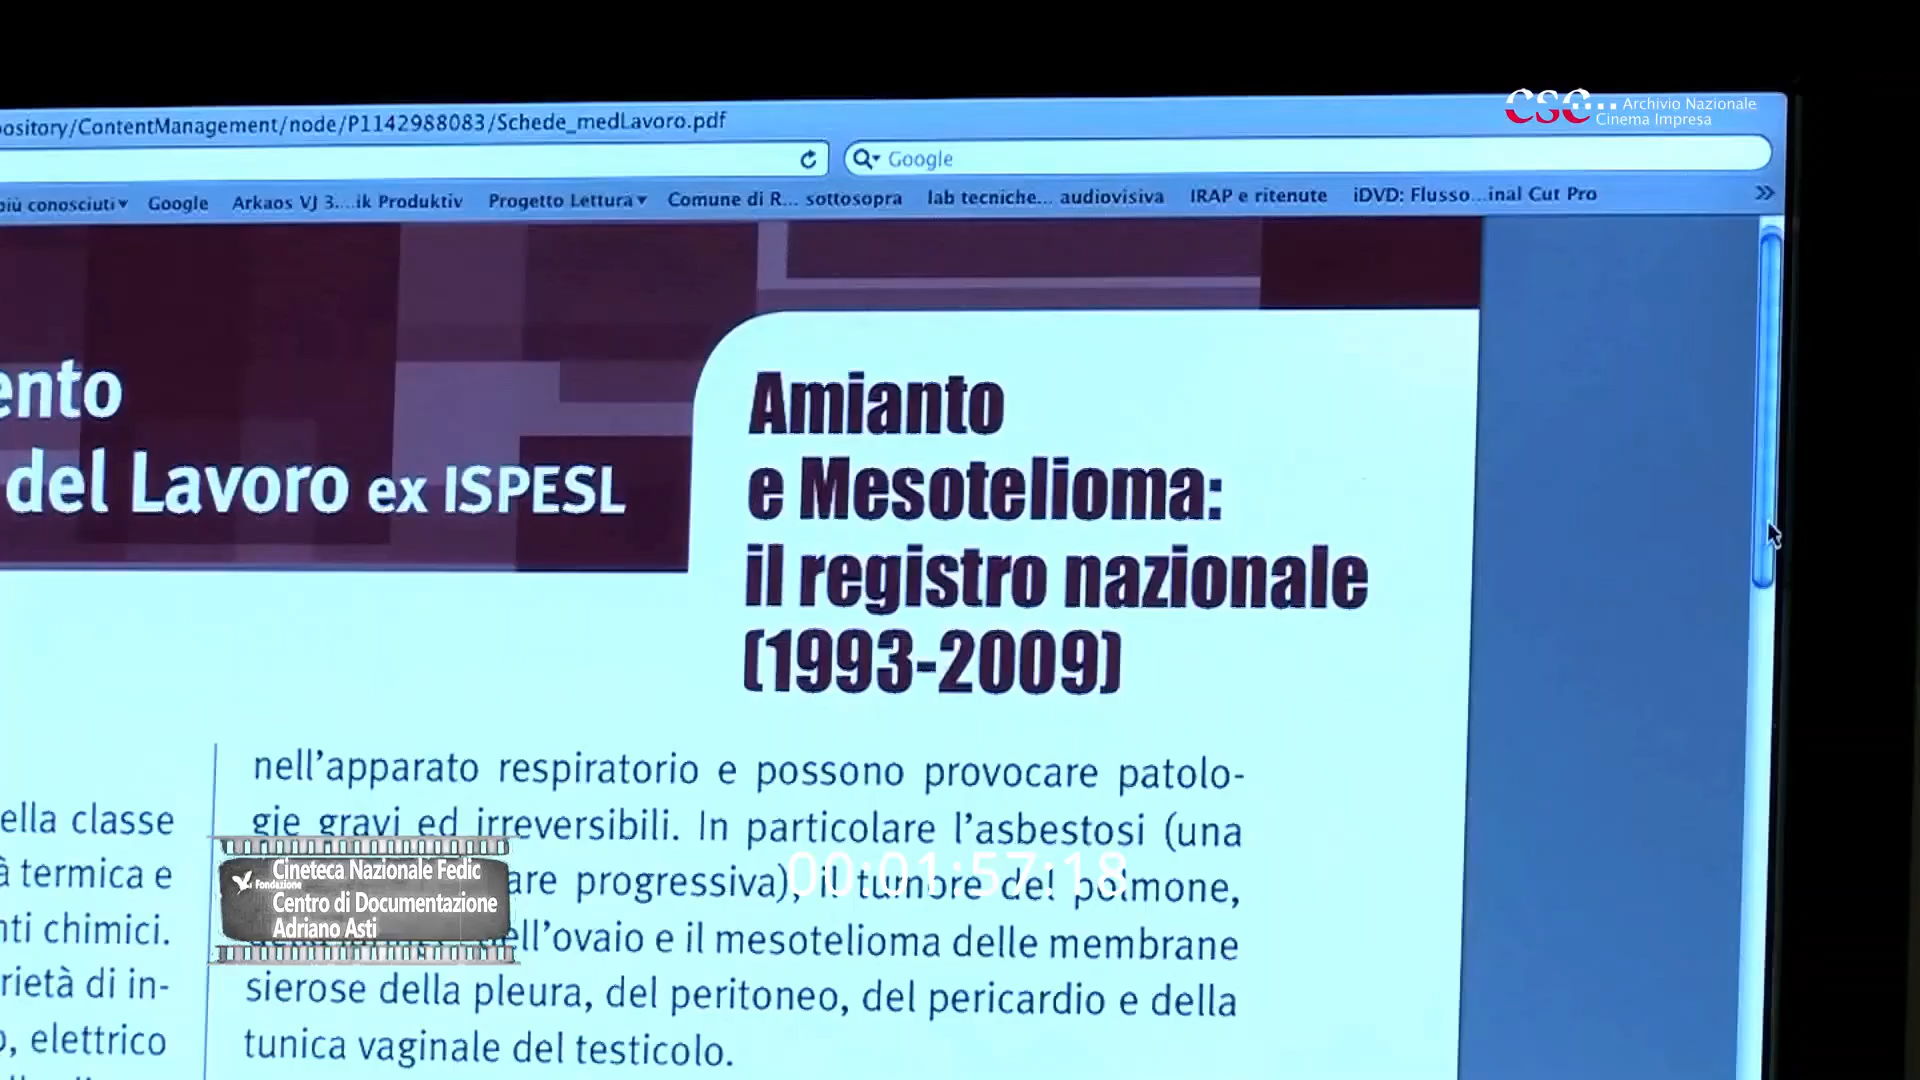 csc... Archivio Nazionale
Cinema Impresa
ository/ContentManagement/node/P1142988083/Schede_medLavoro.pdf
Google
più conosciuti Google Arkaos VJ 3....ik Produktiv Progetto Lettura Comune di R... sottosopra lab tecniche... audiovisiva IRAP e ritenute iDVD: Flusso...inal Cut Pro »
ento
del Lavoro ex ISPESL
Amianto
e Mesotelioma:
il registro nazionale
(1993-2009)
ella classe
à termica e
nti chimici.
rietà di in-
o, elettrico
nell'apparato respiratorio e possono provocare patolo-
gie gravi ed irreversibili. In particolare l'asbestosi (una
are progressiva), il tumore del polmone,
ell'ovaio e il mesotelioma delle membrane
sierose della pleura, del peritoneo, del pericardio e della
tunica vaginale del testicolo.
00:01:57:18
Fondazione
Cineteca Nazionale Fedic
Centro di Documentazione
Adriano Asti